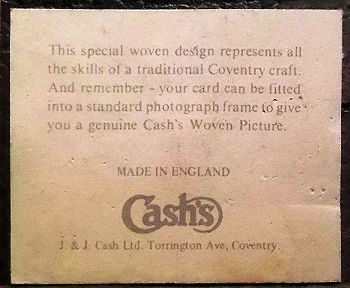 This special woven design represents all
the skills of a traditional Coventry craft.
And remember - your card can be fitted
into a standard photograph frame to give
you a genuine Cash's Woven Picture.
MADE IN ENGLAND
Cash's
J. & J. Cash Ltd. Torrington Ave, Coventry